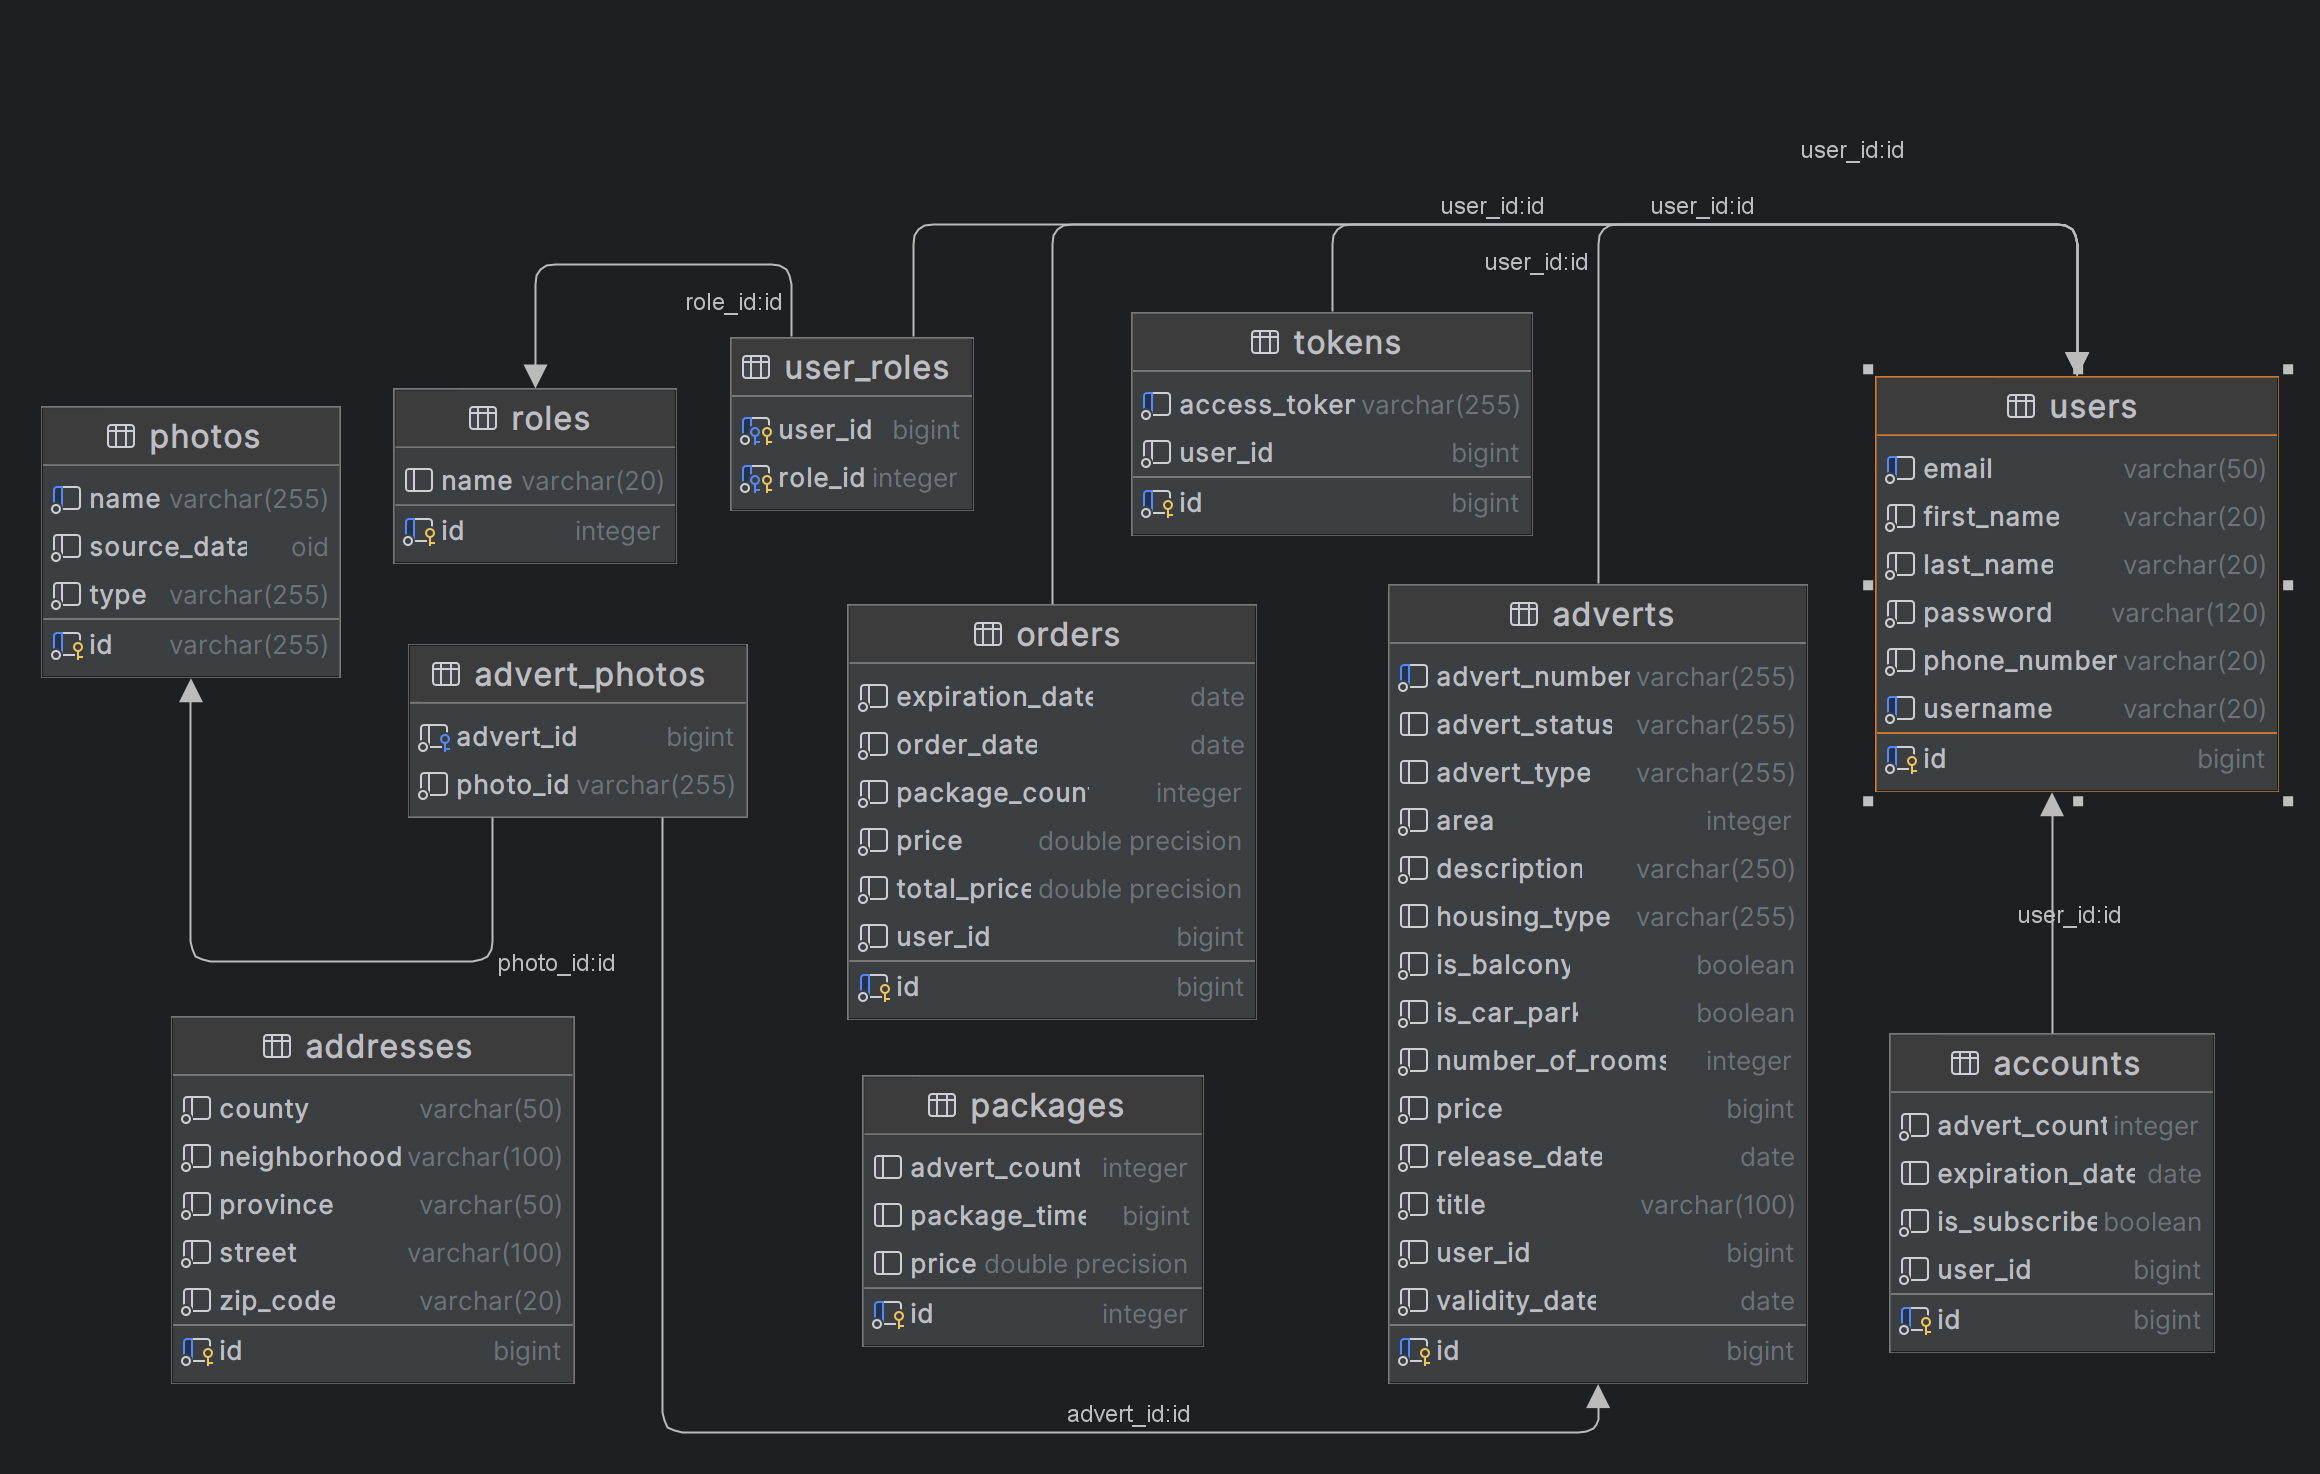 user_id:id
user_id:id user_id:id
user_id:id
role_id:id
photos
name varchar(255)
source_data oid
type varchar(255)
id varchar(255)
roles
name varchar(20)
id integer
user_roles
user_id bigint
role_id integer
tokens
access_token varchar(255)
user_id bigint
id bigint
users
email varchar(50)
first_name varchar(20)
last_name varchar(20)
password varchar(120)
phone_number varchar(20)
username varchar(20)
id bigint
advert_photos
advert_id bigint
photo_id varchar(255)
photo_id:id
orders
expiration_date date
order_date date
package_count integer
price double precision
total_price double precision
user_id bigint
id bigint
adverts
advert_number varchar(255)
advert_status varchar(255)
advert_type varchar(255)
area integer
description varchar(250)
housing_type varchar(255)
is_balcony boolean
is_car_park boolean
number_of_rooms integer
price bigint
release_date date
title varchar(100)
user_id bigint
validity_date date
id bigint
user_id:id
addresses
county varchar(50)
neighborhood varchar(100)
province varchar(50)
street varchar(100)
zip_code varchar(20)
id bigint
packages
advert_count integer
package_time bigint
price double precision
id integer
accounts
advert_count integer
expiration_date date
is_subscribe boolean
user_id bigint
id bigint
advert_id:id